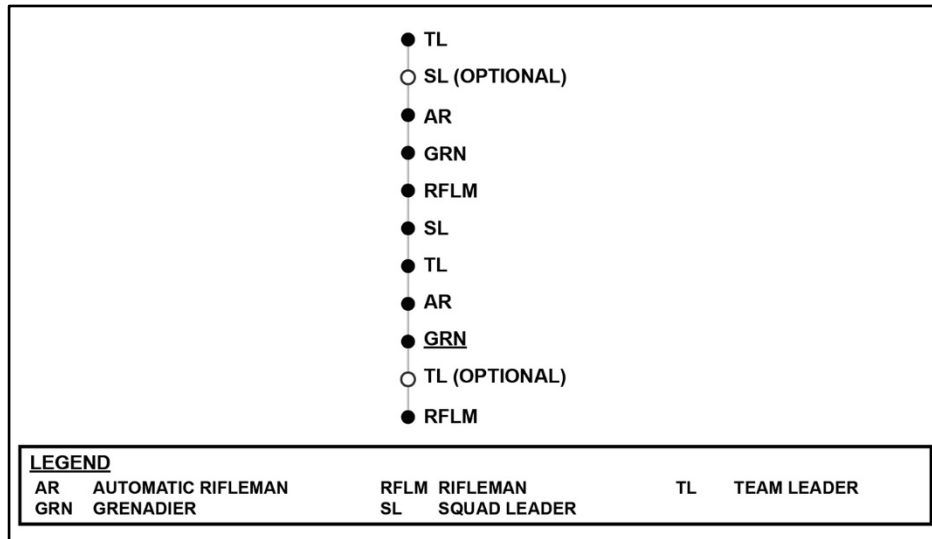 TL
SL (OPTIONAL)
AR
GRN
RFLM
SL
TL
AR
GRN
TL (OPTIONAL)
RFLM
LEGEND
AR AUTOMATIC RIFLEMAN RFLM RIFLEMAN TL TEAM LEADER
GRN GRENADIER SL SQUAD LEADER